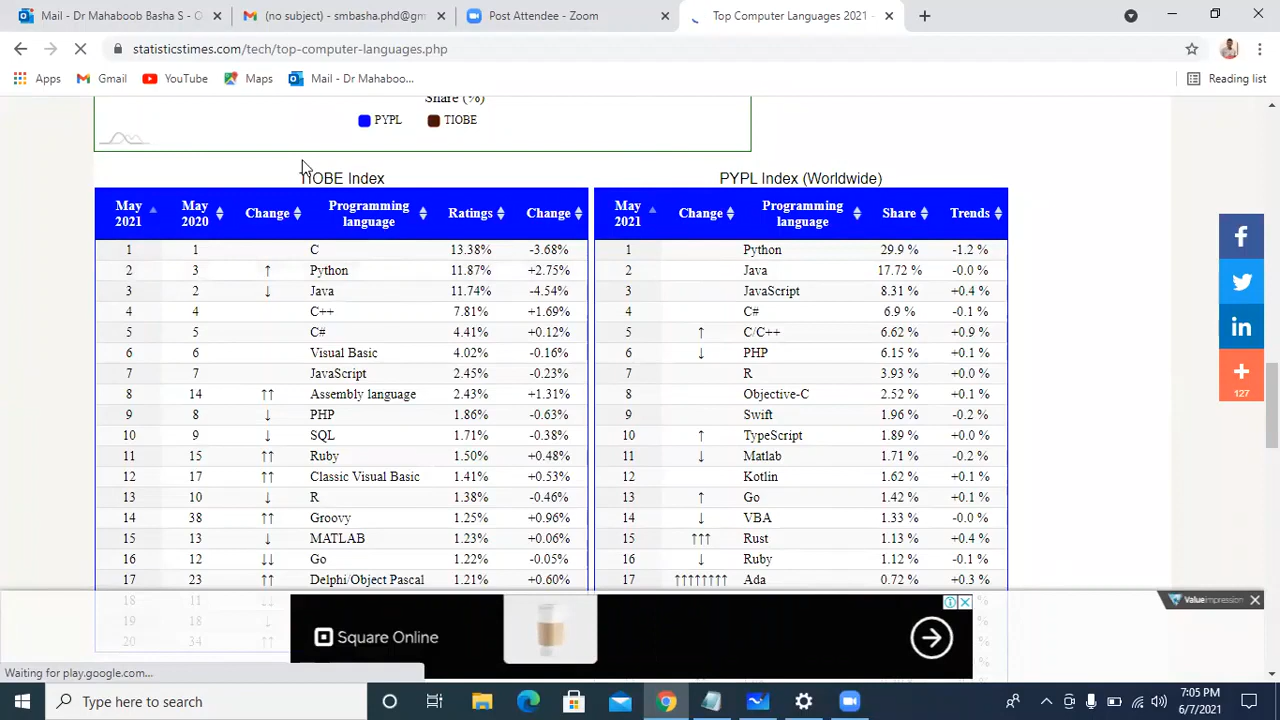 Mail - Dr Mahaboob Basha S - O
(no subject) - smbasha.phd@gm
Post Attendee - Zoom
Top Computer Languages 2021 -
statisticstimes.com/tech/top-computer-languages.php
Apps
Gmail
YouTube
Maps
Mail - Dr Mahaboo...
Reading list
Share (%)
PYPL TIOBE
TIOBE Index
May 2021 May 2020 Change Programming language Ratings Change
1 1 C 13.38% -3.68%
2 3 ↑ Python 11.87% +2.75%
3 2 ↓ Java 11.74% -4.54%
4 4 C++ 7.81% +1.69%
5 5 C# 4.41% +0.12%
6 6 Visual Basic 4.02% -0.16%
7 7 JavaScript 2.45% -0.23%
8 14 ↑↑ Assembly language 2.43% +1.31%
9 8 ↓ PHP 1.86% -0.63%
10 9 ↓ SQL 1.71% -0.38%
11 15 ↑↑ Ruby 1.50% +0.48%
12 17 ↑↑ Classic Visual Basic 1.41% +0.53%
13 10 ↓ R 1.38% -0.46%
14 38 ↑↑ Groovy 1.25% +0.96%
15 13 ↓ MATLAB 1.23% +0.06%
16 12 ↓↓ Go 1.22% -0.05%
17 23 ↑↑ Delphi/Object Pascal 1.21% +0.60%
18 11 ↓↓
19 18 ↓
20 34 ↑↑
PYPL Index (Worldwide)
May 2021 Change Programming language Share Trends
1 Python 29.9 % -1.2 %
2 Java 17.72 % -0.0 %
3 JavaScript 8.31 % +0.4 %
4 C# 6.9 % -0.1 %
5 ↑ C/C++ 6.62 % +0.9 %
6 ↓ PHP 6.15 % +0.1 %
7 R 3.93 % +0.0 %
8 Objective-C 2.52 % +0.1 %
9 Swift 1.96 % -0.2 %
10 ↑ TypeScript 1.89 % +0.0 %
11 ↓ Matlab 1.71 % -0.2 %
12 Kotlin 1.62 % +0.1 %
13 ↑ Go 1.42 % +0.1 %
14 ↓ VBA 1.33 % -0.0 %
15 ↑↑↑ Rust 1.13 % +0.4 %
16 ↓ Ruby 1.12 % -0.1 %
17 ↑↑↑↑↑↑↑↑ Ada 0.72 % +0.3 %
127
Square Online
Valueimpression
Waiting for play.google.com...
Type here to search
7:05 PM
6/7/2021